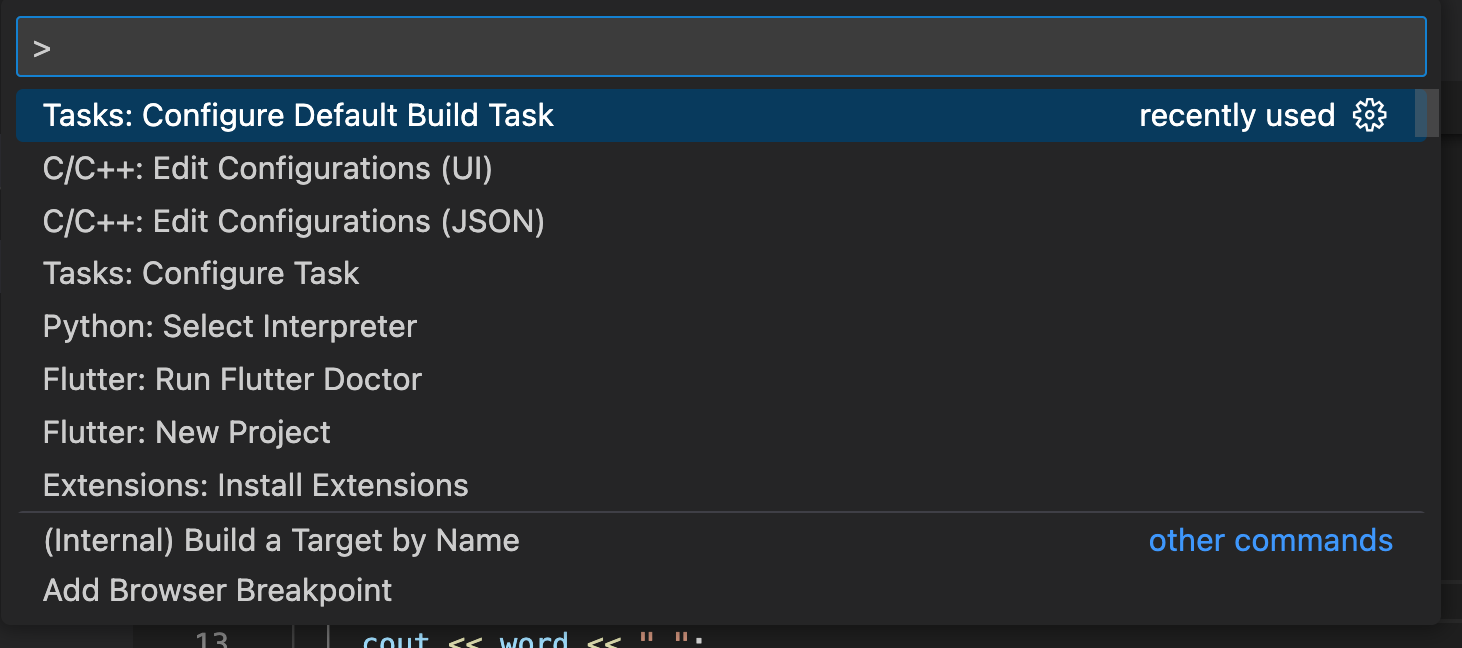 >
Tasks: Configure Default Build Task recently used
C/C++: Edit Configurations (UI)
C/C++: Edit Configurations (JSON)
Tasks: Configure Task
Python: Select Interpreter
Flutter: Run Flutter Doctor
Flutter: New Project
Extensions: Install Extensions
(Internal) Build a Target by Name other commands
Add Browser Breakpoint
13 cout << word << " ";